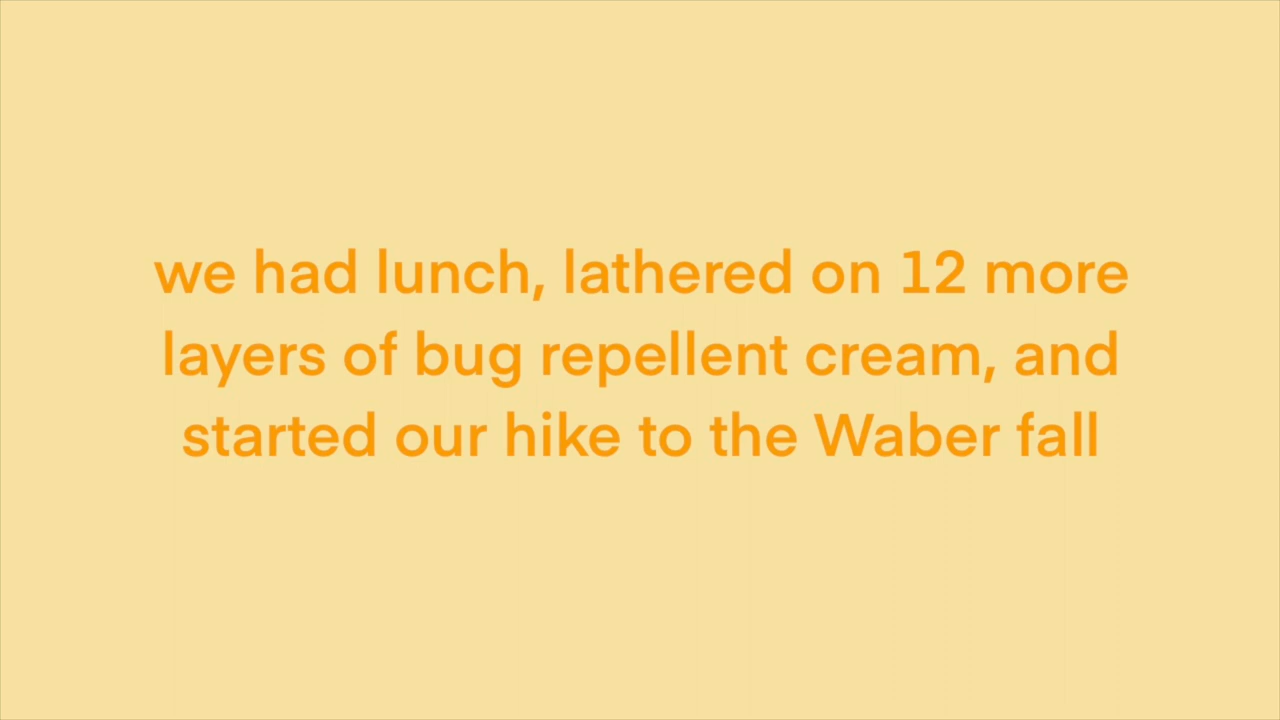 we had lunch, lathered on 12 more
layers of bug repellent cream, and
started our hike to the Waber fall